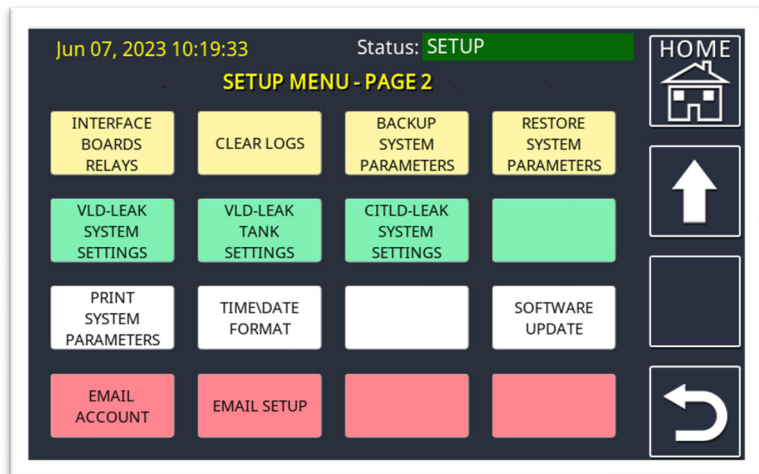 Jun 07, 2023 10:19:33
Status: SETUP
HOME
SETUP MENU - PAGE 2
INTERFACE
BOARDS
RELAYS
CLEAR LOGS
BACKUP
SYSTEM
PARAMETERS
RESTORE
SYSTEM
PARAMETERS
VLD-LEAK
SYSTEM
SETTINGS
VLD-LEAK
TANK
SETTINGS
CITLD-LEAK
SYSTEM
SETTINGS
PRINT
SYSTEM
PARAMETERS
TIME\DATE
FORMAT
SOFTWARE
UPDATE
EMAIL
ACCOUNT
EMAIL SETUP